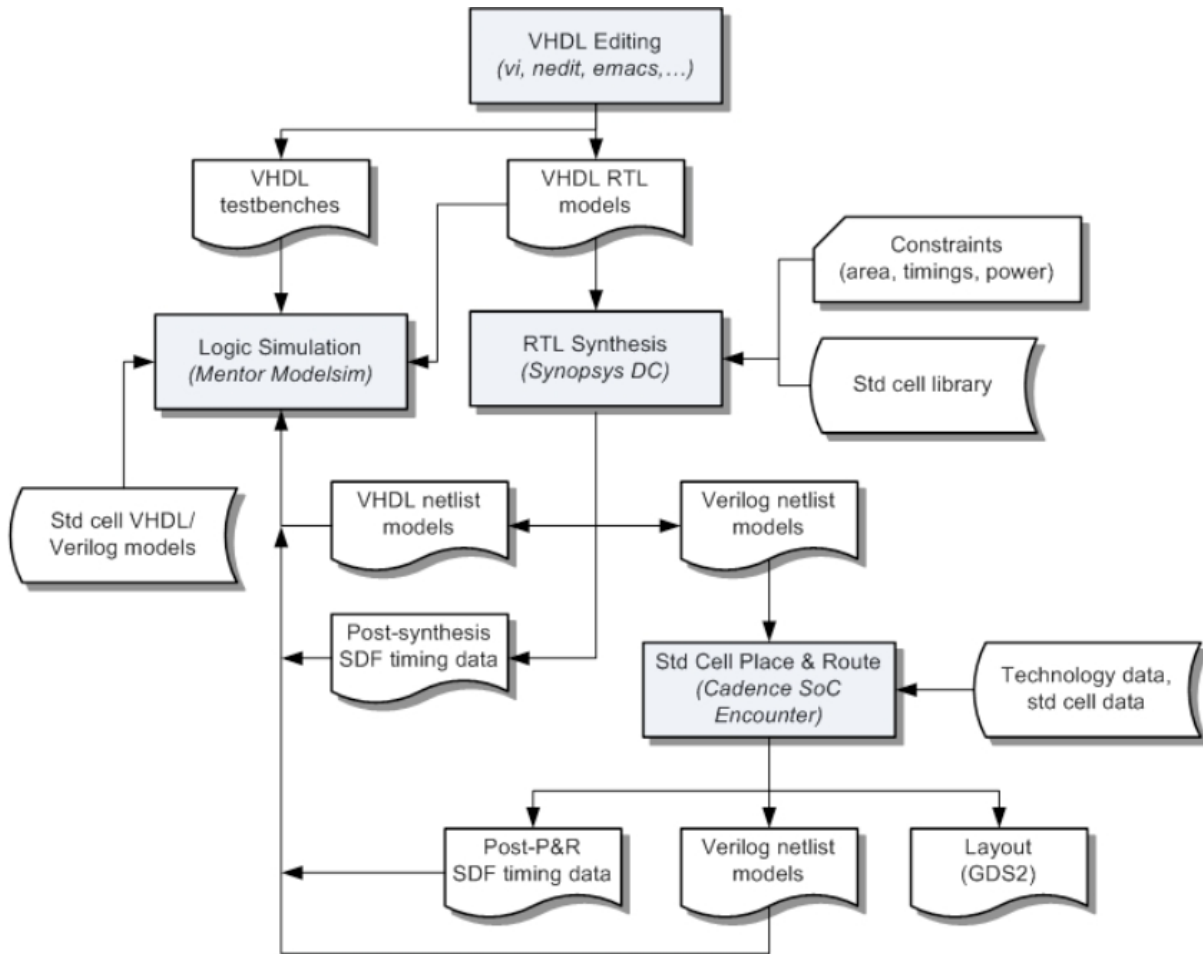 VHDL Editing
(vi, nedit, emacs,…)
VHDL
testbenches
VHDL RTL
models
Constraints
(area, timings, power)
Logic Simulation
(Mentor Modelsim)
RTL Synthesis
(Synopsys DC)
Std cell library
Std cell VHDL/
Verilog models
VHDL netlist
models
Verilog netlist
models
Post-synthesis
SDF timing data
Std Cell Place & Route
(Cadence SoC
Encounter)
Technology data,
std cell data
Post-P&R
SDF timing data
Verilog netlist
models
Layout
(GDS2)